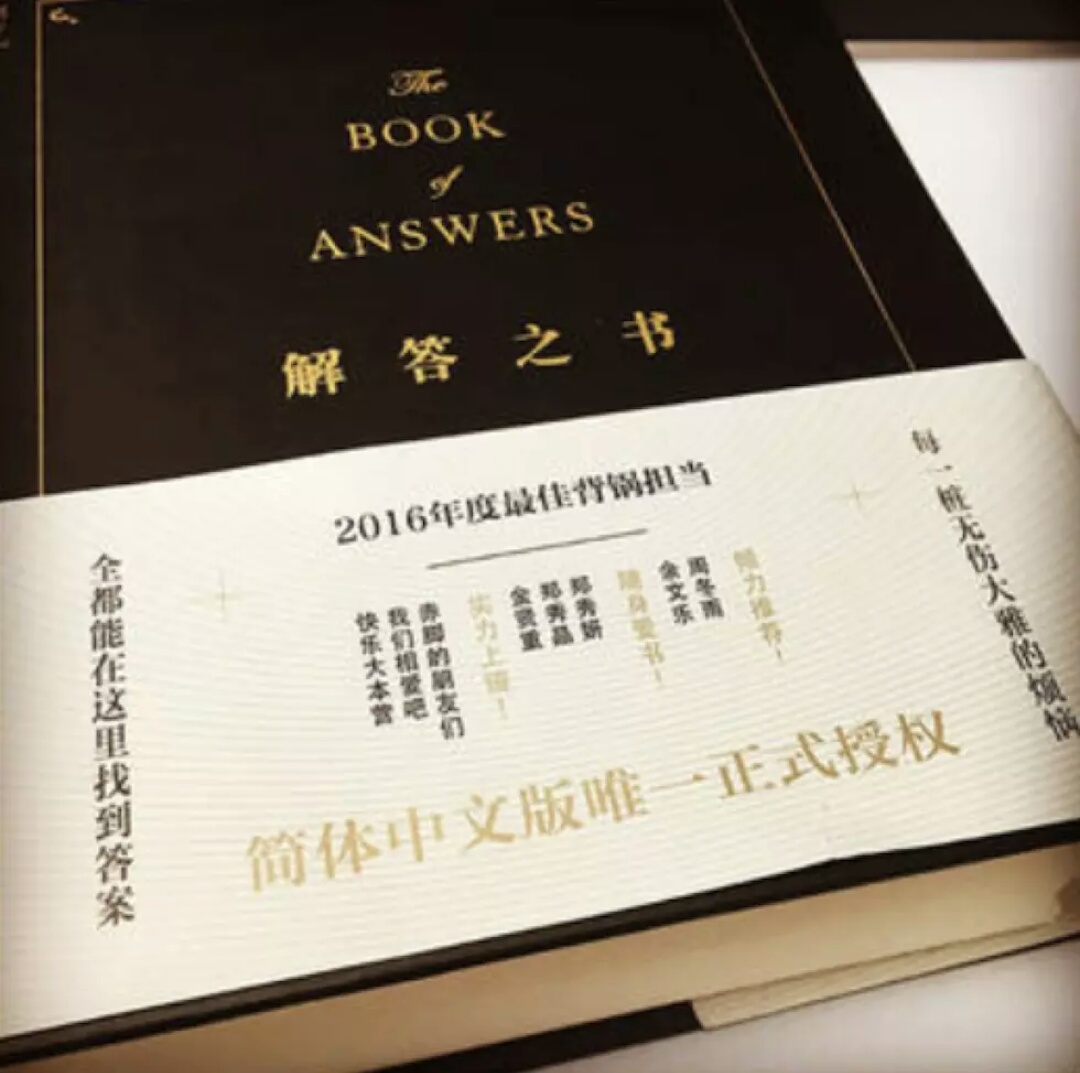 The
BOOK
of
ANSWERS
解答之书
2016年度最佳背锅担当
每一桩无伤大雅的烦恼
倾力推荐！
周冬雨
余文乐
随身爱书！
郑秀妍
郑秀晶
金贤重
实力上镜！
赤脚的朋友们
我们相爱吧
快乐大本营
全都能在这里找到答案
简体中文版唯一正式授权